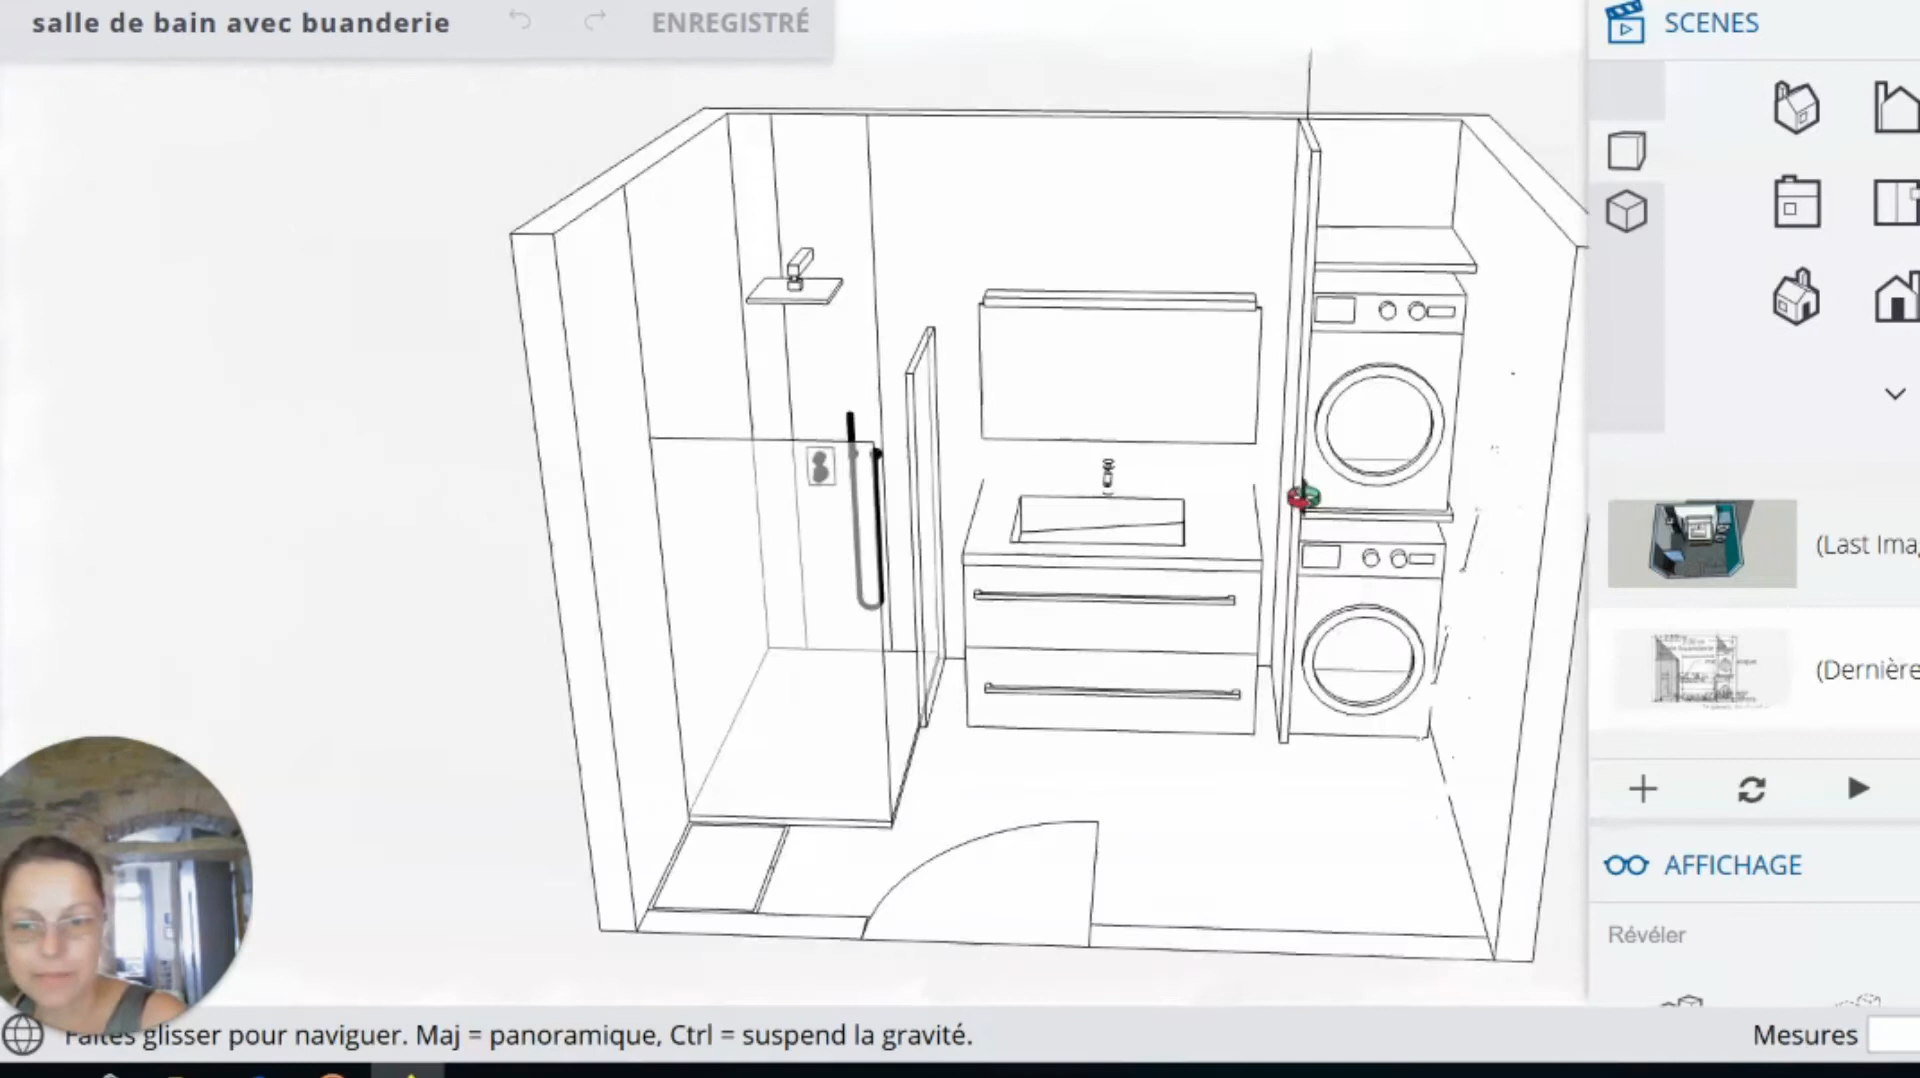 salle de bain avec buanderie
ENREGISTRÉ
SCENES
(Last Ima
(Dernière
AFFICHAGE
Révéler
Faites glisser pour naviguer. Maj = panoramique, Ctrl = suspend la gravité.
Mesures